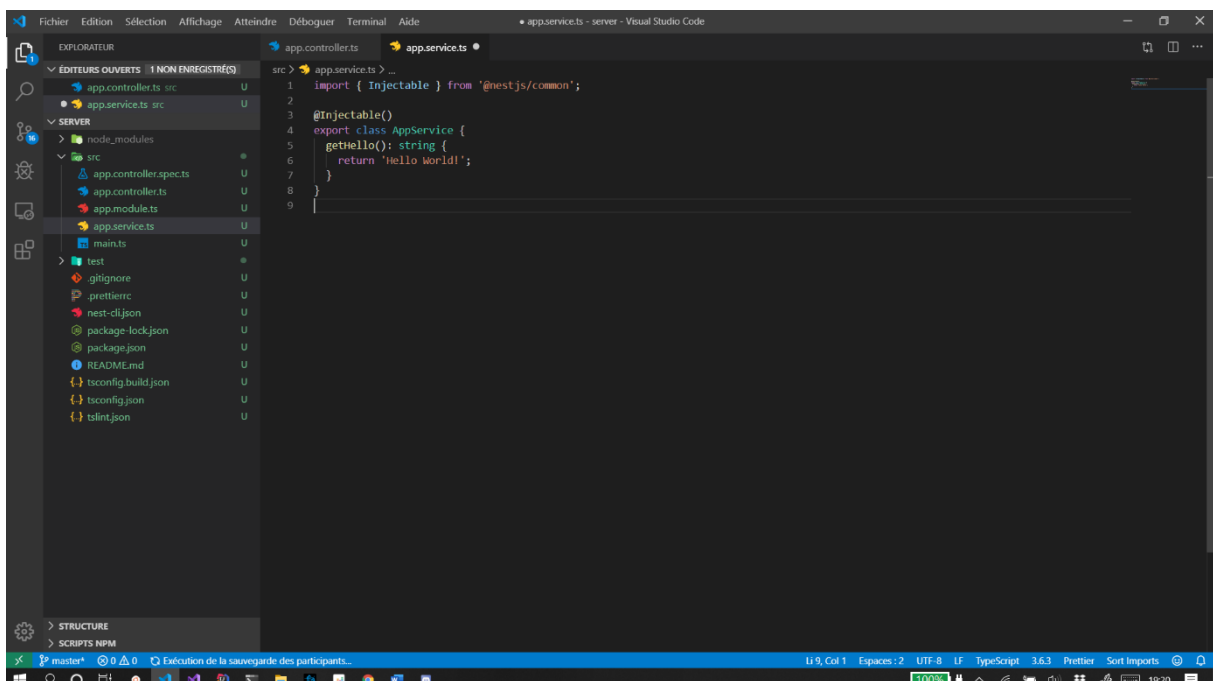 Fichier Edition Sélection Affichage Atteindre Déboguer Terminal Aide ● app.service.ts - server - Visual Studio Code
EXPLORATEUR
ÉDITEURS OUVERTS 1 NON ENREGISTRÉ(S)
app.controller.ts src U
● app.service.ts src U
SERVER
node_modules
src
app.controller.spec.ts U
app.controller.ts U
app.module.ts U
app.service.ts U
main.ts U
test
.gitignore U
.prettierrc U
nest-cli.json U
package-lock.json U
package.json U
README.md U
{..} tsconfig.build.json U
{..} tsconfig.json U
{..} tslint.json U
STRUCTURE
SCRIPTS NPM
1
16
app.controller.ts app.service.ts ●
src > app.service.ts > ...
1 import { Injectable } from '@nestjs/common';
2
3 @Injectable()
4 export class AppService {
5 getHello(): string {
6 return 'Hello World!';
7 }
8 }
9
master* 0 0 Exécution de la sauvegarde des participants... Li 9, Col 1 Espaces : 2 UTF-8 LF TypeScript 3.6.3 Prettier Sort Imports
100% 19:20